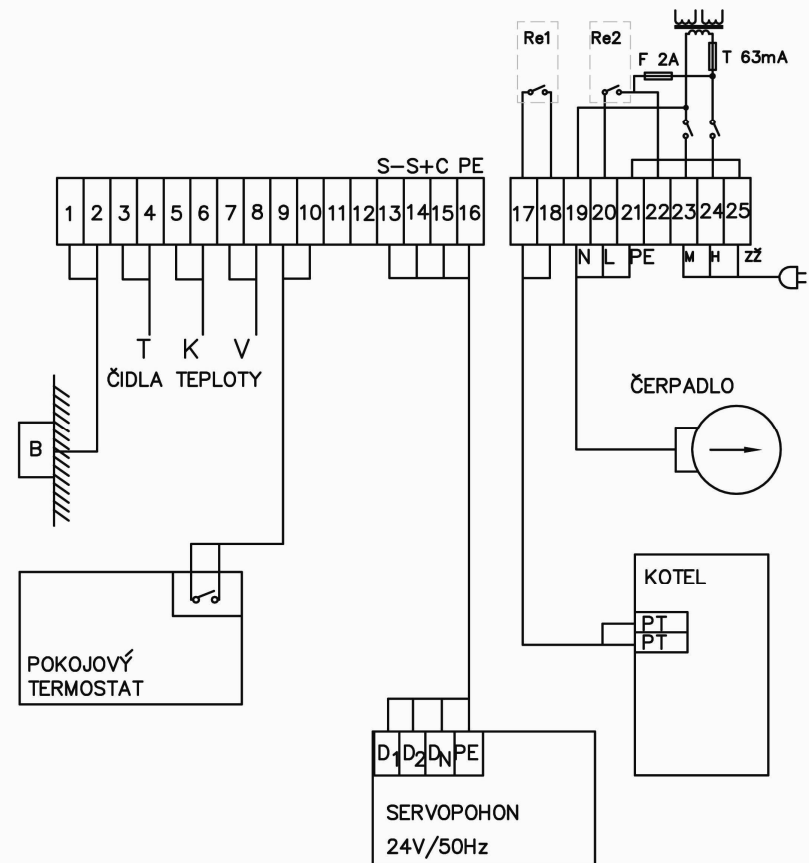 Re1 Re2
F 2A T 63mA
S- S+ C PE
1 2 3 4 5 6 7 8 9 10 11 12 13 14 15 16 17 18 19 20 21 22 23 24 25
N L PE M H ZŽ
T K V
ČIDLA TEPLOTY
ČERPADLO
B
KOTEL
PT
PT
POKOJOVÝ
TERMOSTAT
D1 D2 DN PE
SERVOPOHON
24V/50Hz